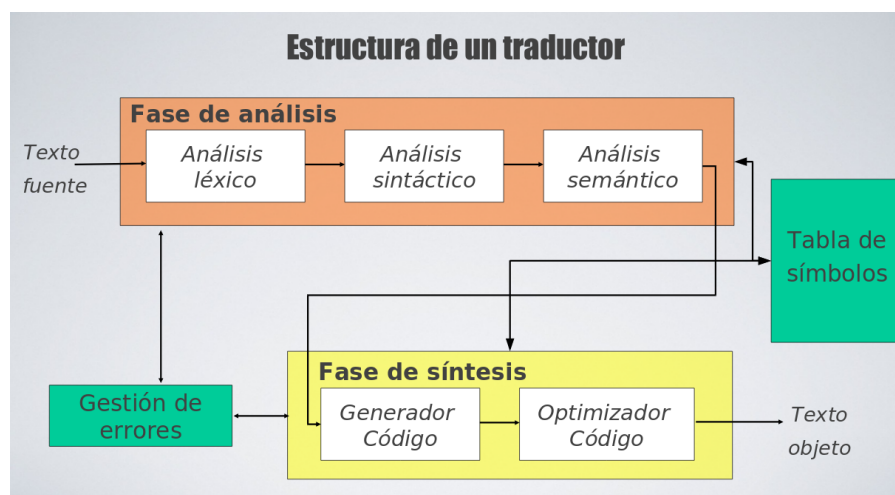 Estructura de un traductor
Fase de análisis
Texto
fuente
Análisis
léxico
Análisis
sintáctico
Análisis
semántico
Tabla de
símbolos
Gestión de
errores
Fase de síntesis
Generador
Código
Optimizador
Código
Texto
objeto